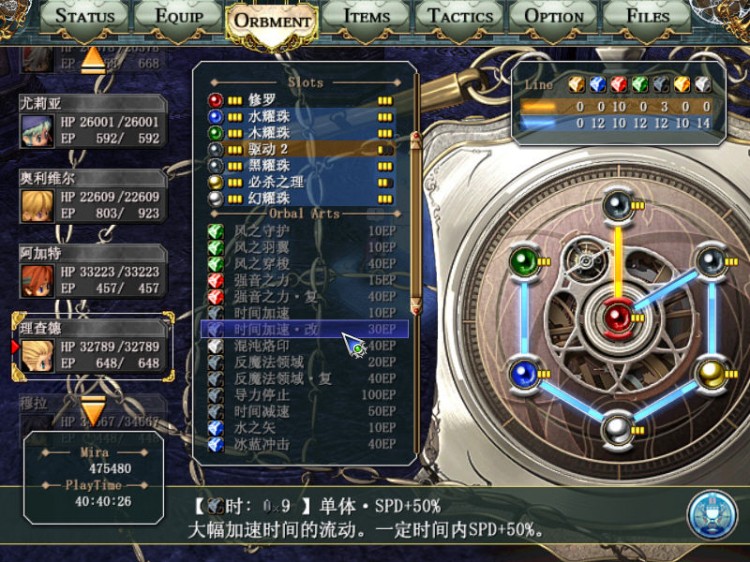 STATUS EQUIP ORBMENT ITEMS TACTICS OPTION FILES
EP 668
尤莉亚
HP 26001/26001
EP 592/ 592
奥利维尔
HP 22609/22609
EP 803/ 923
阿加特
HP 33223/33223
EP 457/ 457
理查德
HP 32789/32789
EP 648/ 648
穆拉
Mira
475480
PlayTime
40:40:26
Slots
修罗
水耀珠
木耀珠
驱动 2
黑耀珠
必杀之理
幻耀珠
Orbal Arts
风之守护 10EP
风之羽翼 10EP
风之穿梭 40EP
强音之力 15EP
强音之力·复 40EP
时间加速 10EP
时间加速·改 30EP
混沌烙印 40EP
反魔法领域 20EP
反魔法领域·复 40EP
导力停止 100EP
时间减速 50EP
水之矢 10EP
冰蓝冲击 40EP
Line
0 0 10 0 3 0 0
0 12 10 12 12 10 14
【时: 0.9 】单体·SPD+50%
大幅加速时间的流动。一定时间内SPD+50%。